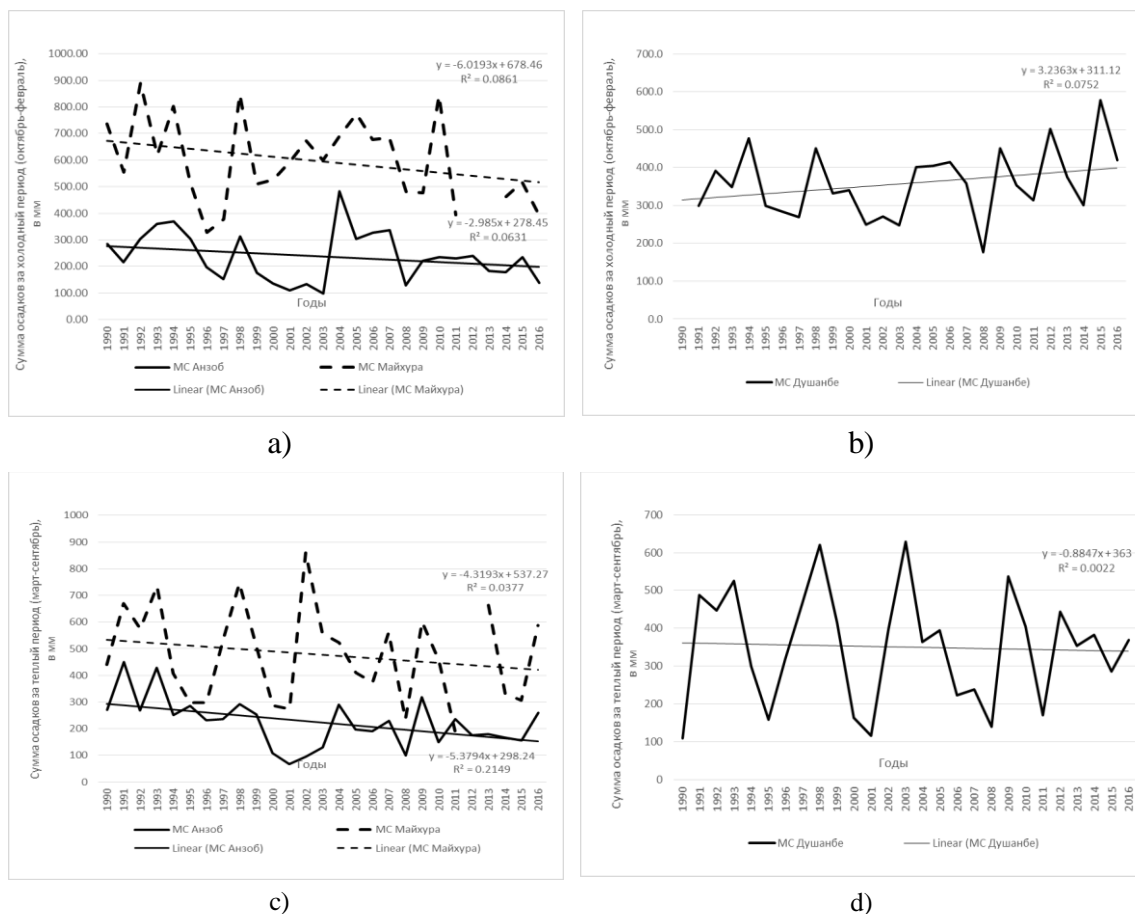 Сумма осадков за холодный период (октябрь-февраль),
в мм
1000.00
900.00
800.00
700.00
600.00
500.00
400.00
300.00
200.00
100.00
0.00
y = -6.0193x + 678.46
R² = 0.0861
y = -2.985x + 278.45
R² = 0.0631
Годы
1990 1991 1992 1993 1994 1995 1996 1997 1998 1999 2000 2001 2002 2003 2004 2005 2006 2007 2008 2009 2010 2011 2012 2013 2014 2015 2016
МС Анзоб МС Майхура
Linear (МС Анзоб) Linear (МС Майхура)
a)
Сумма осадков за холодный период (октябрь-февраль),
в мм
700.0
600.0
500.0
400.0
300.0
200.0
100.0
0.0
y = 3.2363x + 311.12
R² = 0.0752
Годы
1990 1991 1992 1993 1994 1995 1996 1997 1998 1999 2000 2001 2002 2003 2004 2005 2006 2007 2008 2009 2010 2011 2012 2013 2014 2015 2016
МС Душанбе Linear (МС Душанбе)
b)
Сумма осадков за теплый период (март-сентябрь),
в мм
1000
900
800
700
600
500
400
300
200
100
0
y = -4.3193x + 537.27
R² = 0.0377
y = -5.3794x + 298.24
R² = 0.2149
Годы
1990 1991 1992 1993 1994 1995 1996 1997 1998 1999 2000 2001 2002 2003 2004 2005 2006 2007 2008 2009 2010 2011 2012 2013 2014 2015 2016
МС Анзоб МС Майхура
Linear (МС Анзоб) Linear (МС Майхура)
c)
Сумма осадков за теплый период (март-сентябрь),
в мм
700
600
500
400
300
200
100
0
y = -0.8847x + 363
R² = 0.0022
Годы
1990 1991 1992 1993 1994 1995 1996 1997 1998 1999 2000 2001 2002 2003 2004 2005 2006 2007 2008 2009 2010 2011 2012 2013 2014 2015 2016
МС Душанбе Linear (МС Душанбе)
d)